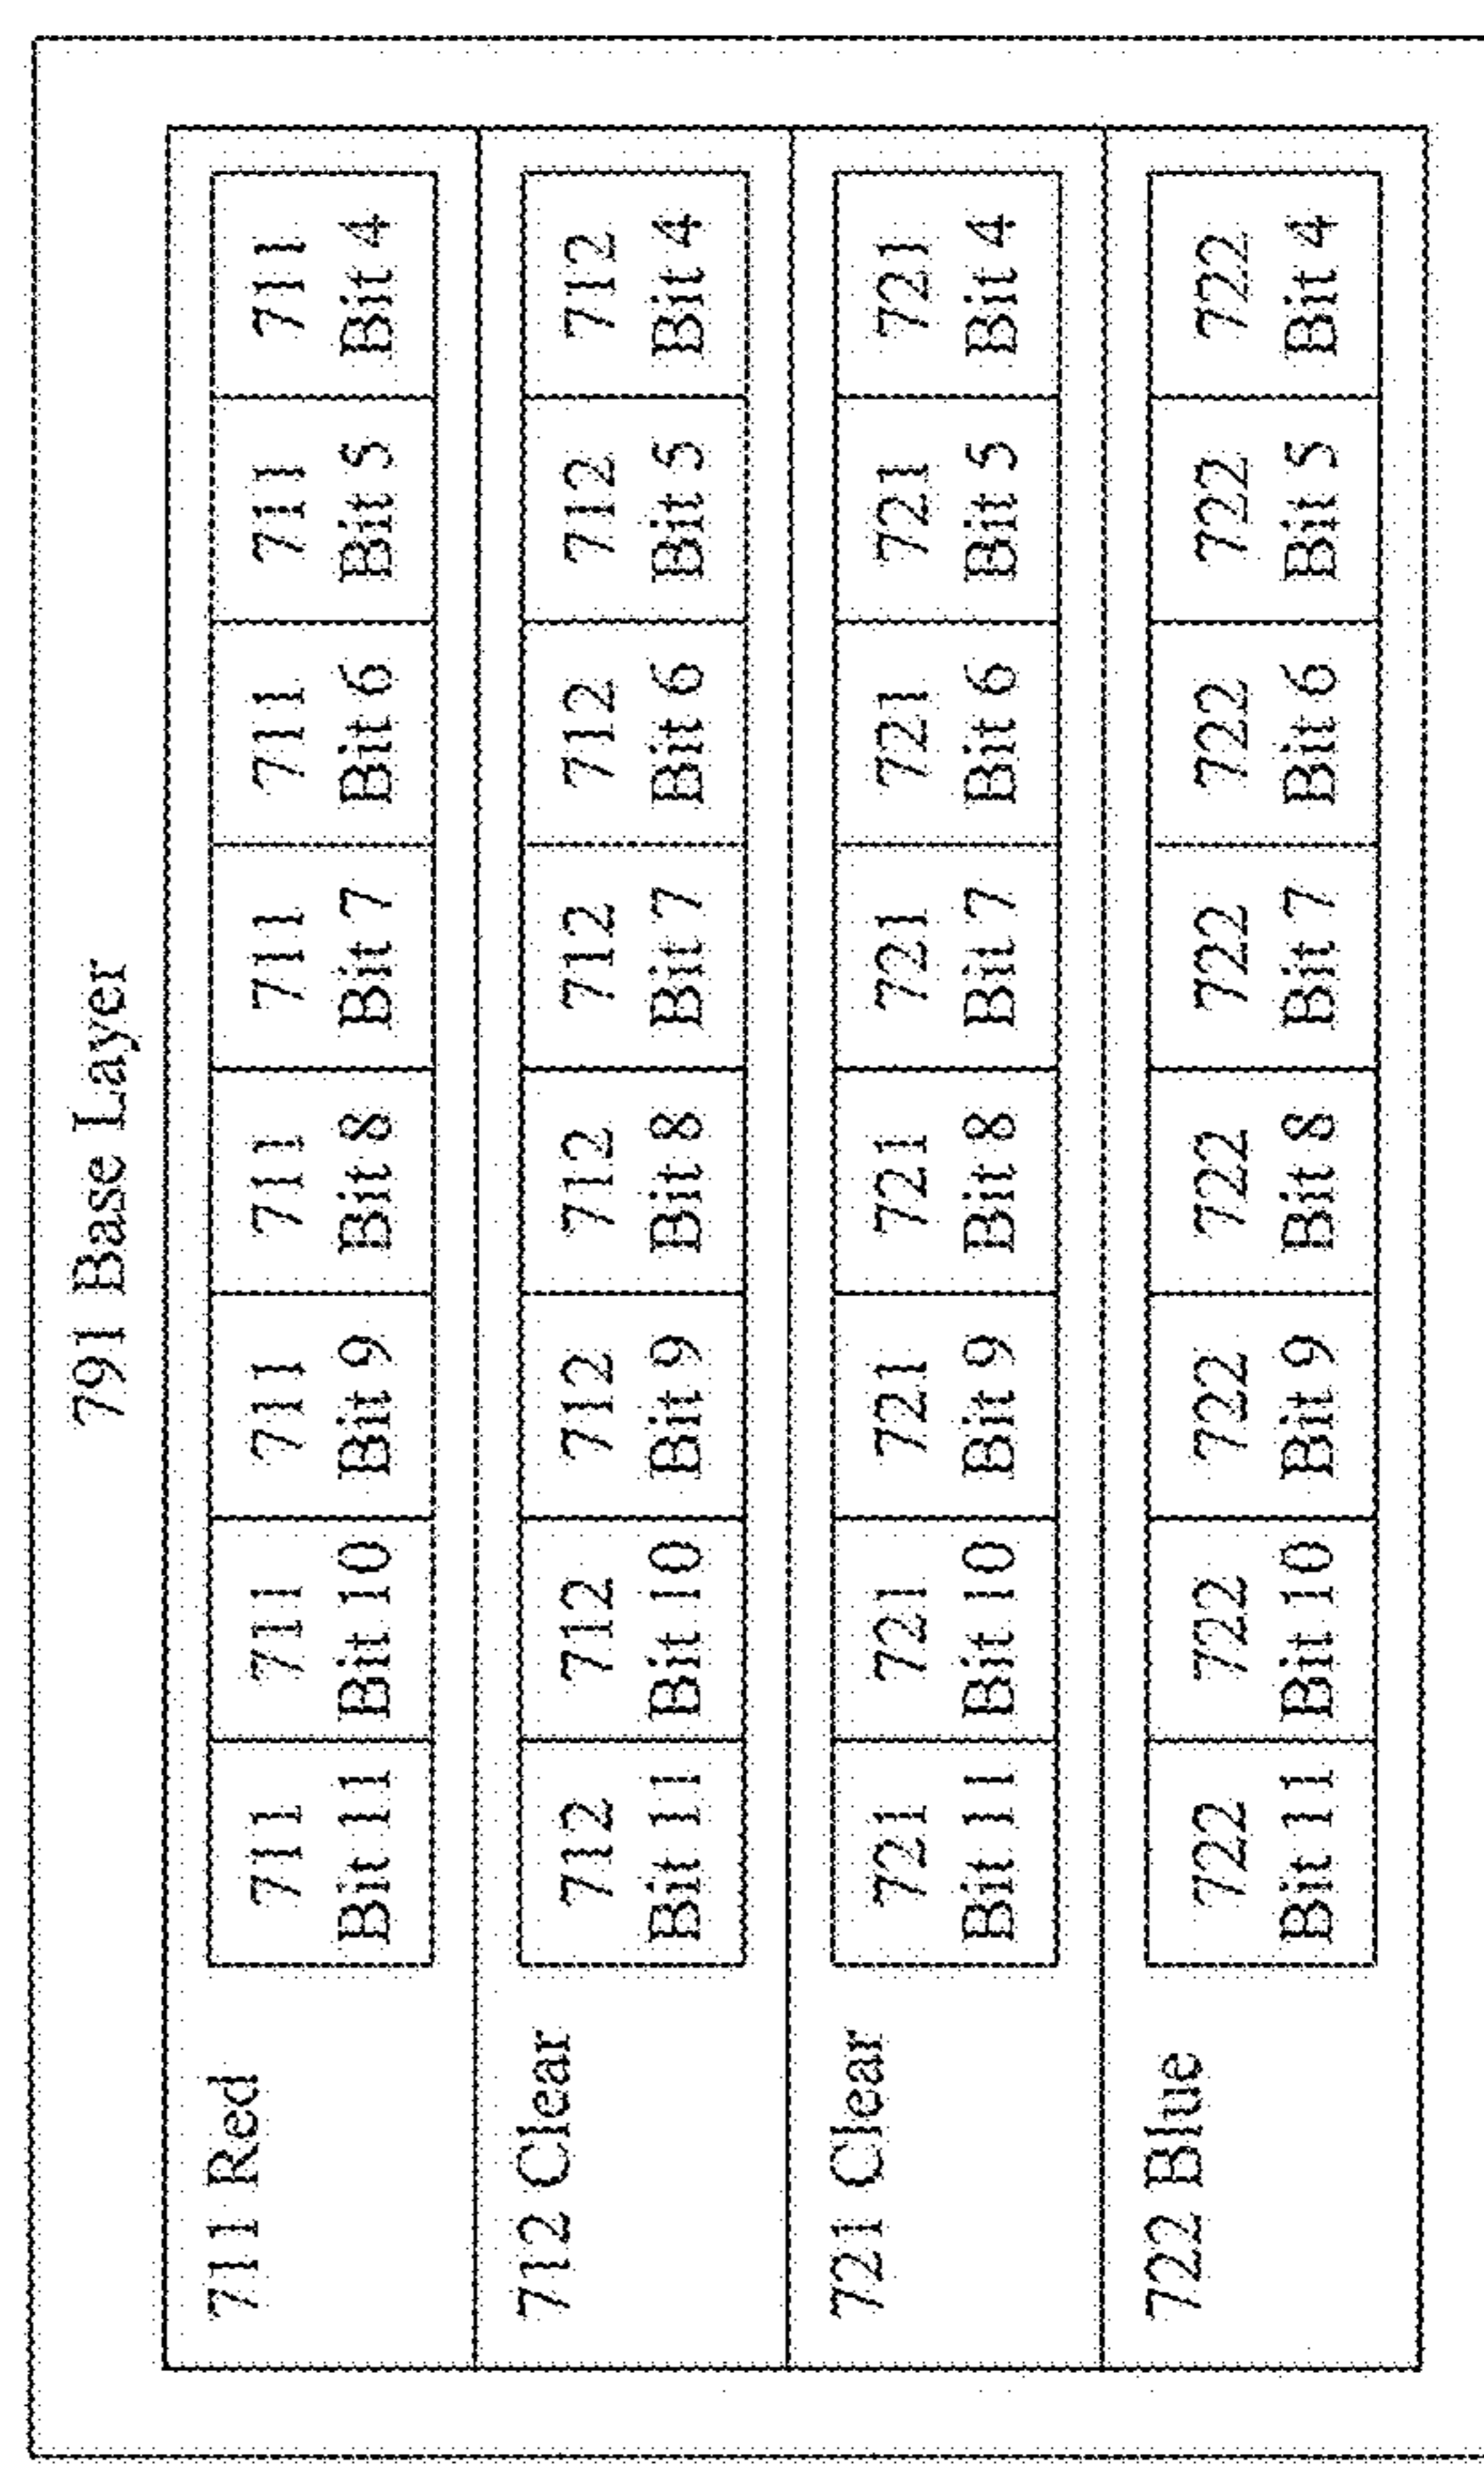 791 Base Layer
711 Red
711
Bit 11
711
Bit 10
711
Bit 9
711
Bit 8
711
Bit 7
711
Bit 6
711
Bit 5
711
Bit 4
712 Clear
712
Bit 11
712
Bit 10
712
Bit 9
712
Bit 8
712
Bit 7
712
Bit 6
712
Bit 5
712
Bit 4
721 Clear
721
Bit 11
721
Bit 10
721
Bit 9
721
Bit 8
721
Bit 7
721
Bit 6
721
Bit 5
721
Bit 4
722 Blue
722
Bit 11
722
Bit 10
722
Bit 9
722
Bit 8
722
Bit 7
722
Bit 6
722
Bit 5
722
Bit 4